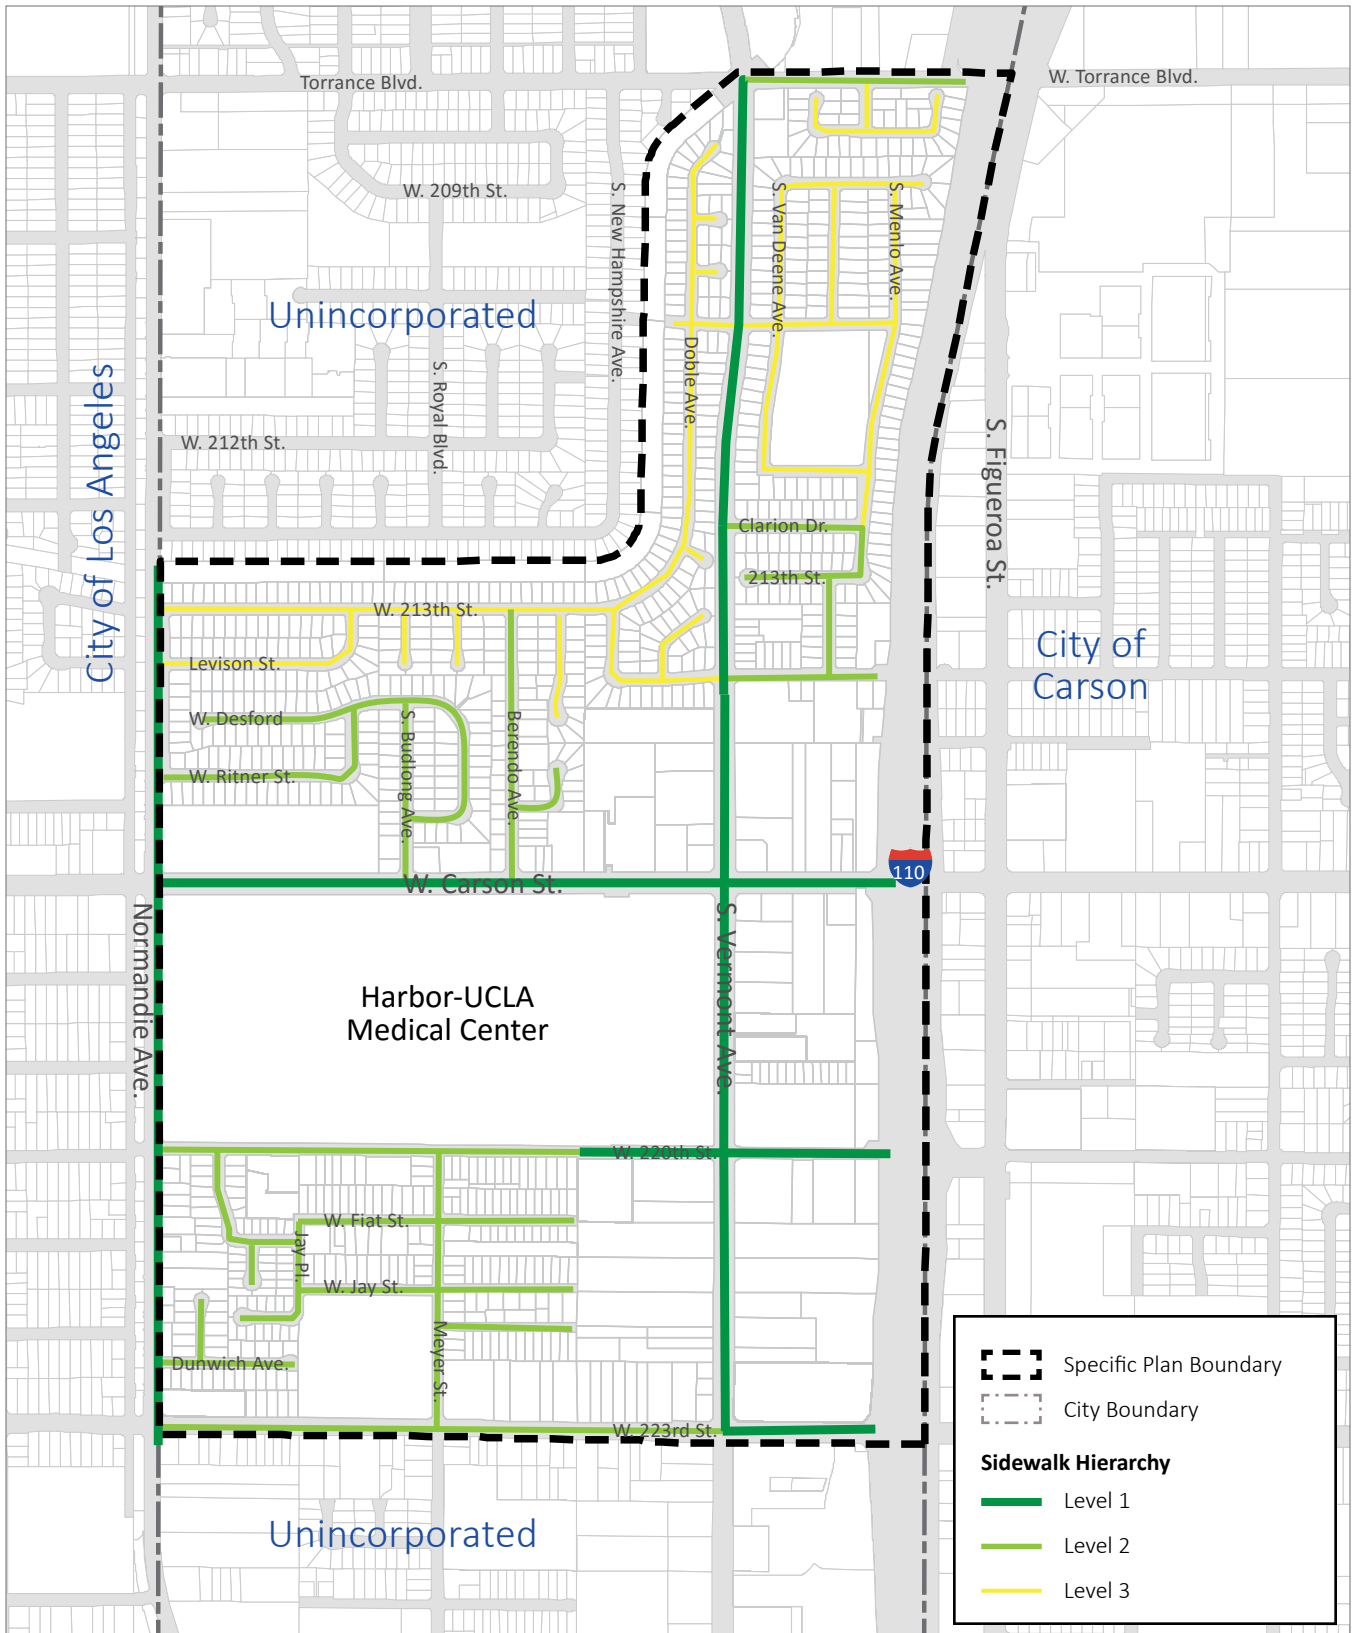 Torrance Blvd.
W. Torrance Blvd.
W. 209th St.
S. New Hampshire Ave.
S. Van Deene Ave.
S. Menlo Ave.
Unincorporated
Doble Ave.
S. Royal Blvd.
City of Los Angeles
W. 212th St.
S. Figueroa St.
Clarion Dr.
213th St.
W. 213th St.
City of
Carson
Levison St.
W. Desford
S. Budlong Ave.
Berendo Ave.
W. Ritner St.
110
W. Carson St.
Normandie Ave.
S. Vermont Ave.
Harbor-UCLA
Medical Center
W. 220th St.
W. Fiat St.
Jay Pl.
W. Jay St.
Meyer St.
Dunwich Ave.
W. 223rd St.
Unincorporated
Specific Plan Boundary
City Boundary
Sidewalk Hierarchy
Level 1
Level 2
Level 3